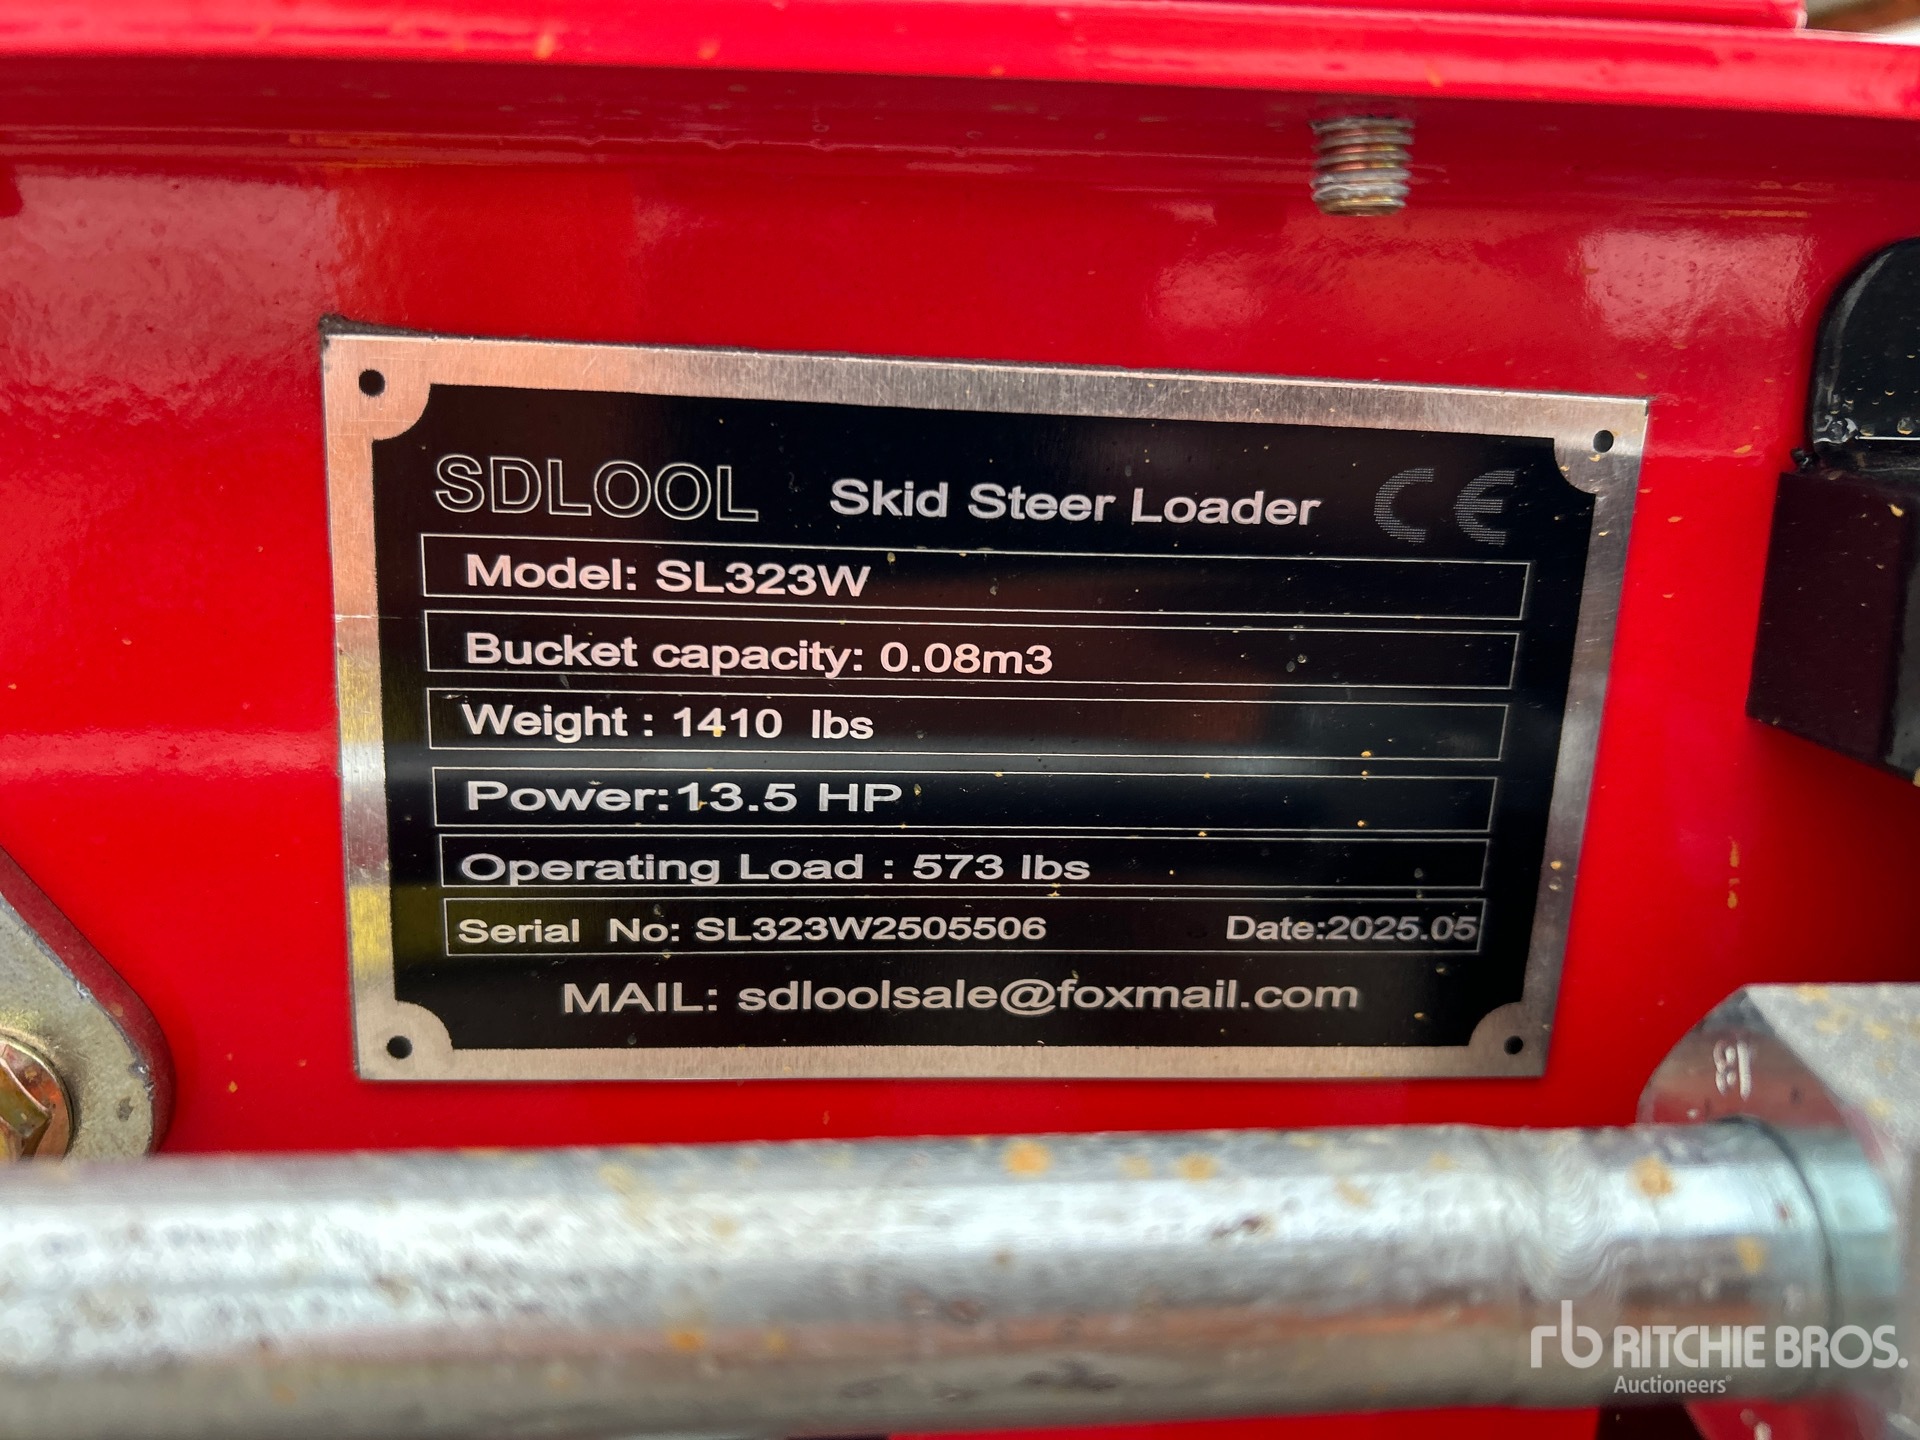 SDLOOL Skid Steer Loader CE
Model: SL323W
Bucket capacity: 0.08m3
Weight : 1410 lbs
Power:13.5 HP
Operating Load : 573 lbs
Serial No: SL323W2505506 Date:2025.05
MAIL: sdloolsale@foxmail.com
13
rb RITCHIE BROS.
Auctioneers